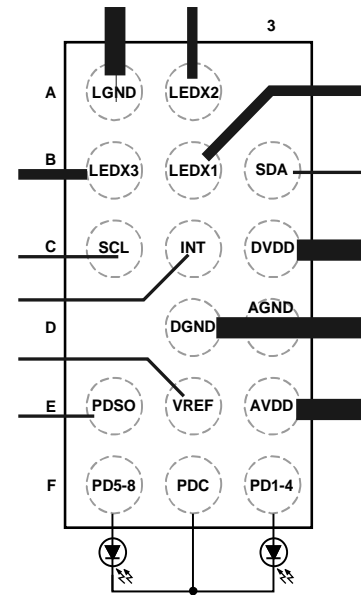 3
A LGND LEDX2
B LEDX3 LEDX1 SDA
C SCL INT DVDD
AGND
D DGND
E PDSO VREF AVDD
F PD5-8 PDC PD1-4